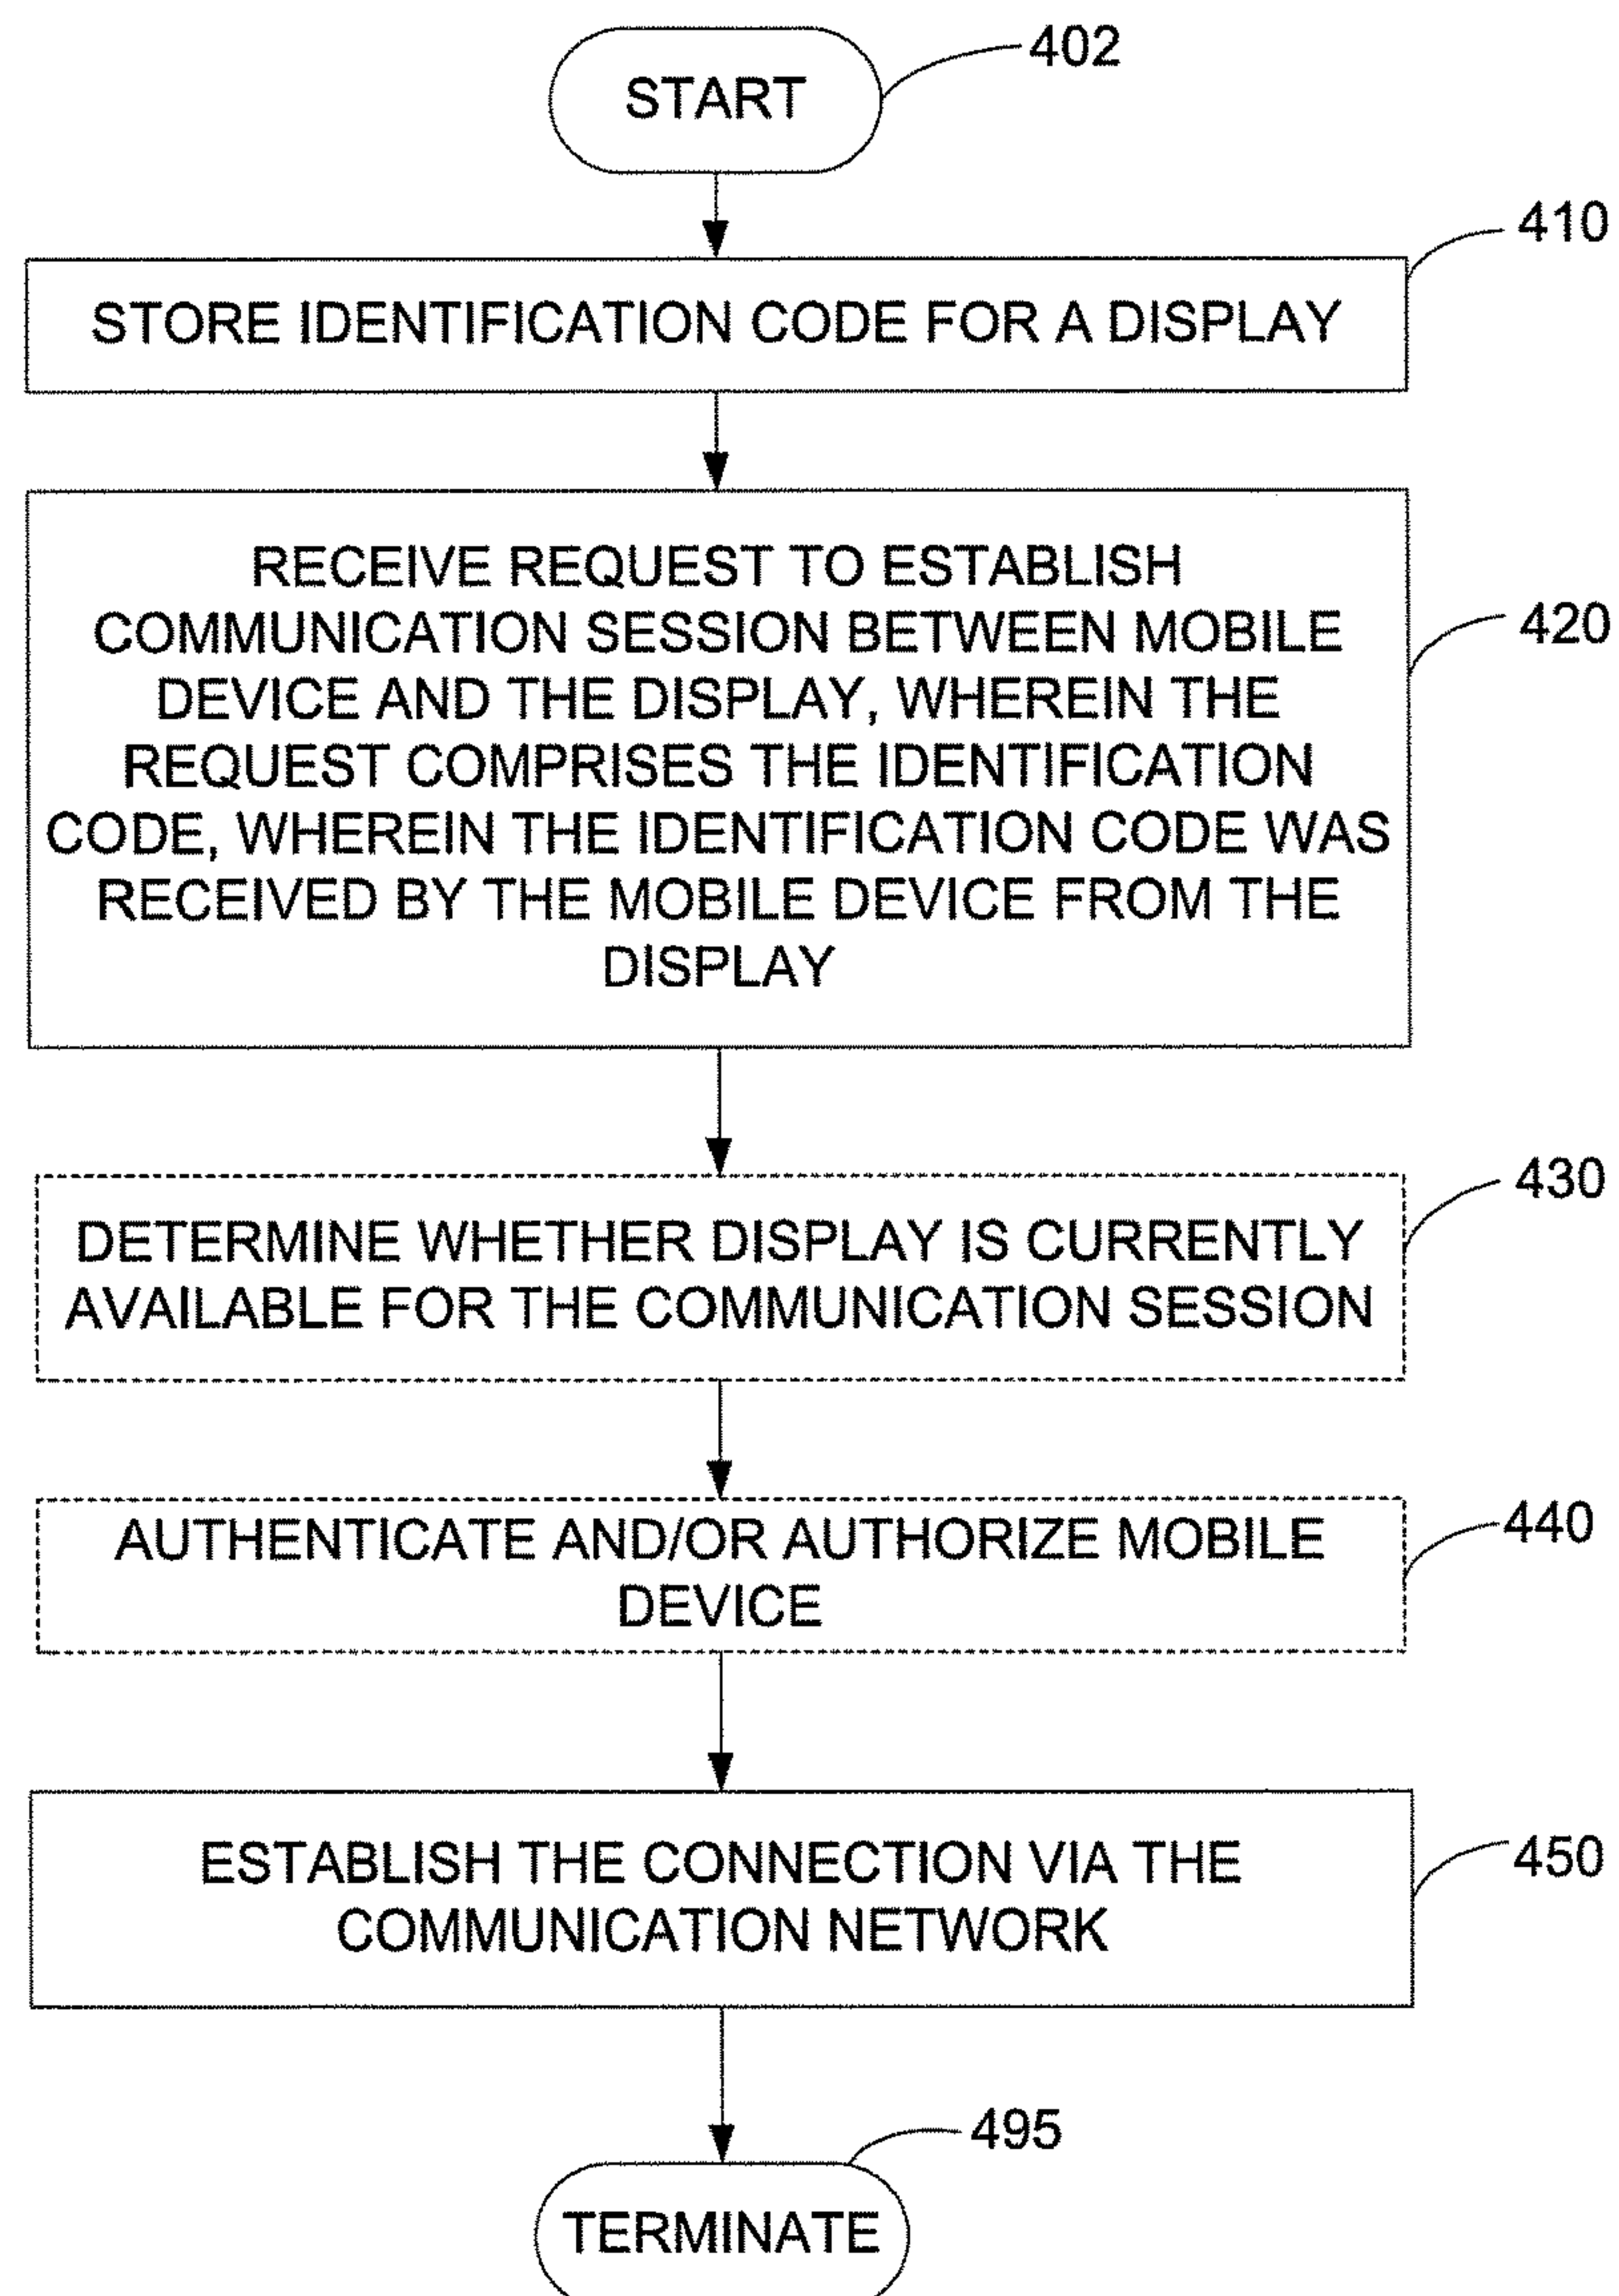 START
402
410
STORE IDENTIFICATION CODE FOR A DISPLAY
RECEIVE REQUEST TO ESTABLISH
COMMUNICATION SESSION BETWEEN MOBILE
DEVICE AND THE DISPLAY, WHEREIN THE
REQUEST COMPRISES THE IDENTIFICATION
CODE, WHEREIN THE IDENTIFICATION CODE WAS
RECEIVED BY THE MOBILE DEVICE FROM THE
DISPLAY
420
430
DETERMINE WHETHER DISPLAY IS CURRENTLY
AVAILABLE FOR THE COMMUNICATION SESSION
440
AUTHENTICATE AND/OR AUTHORIZE MOBILE
DEVICE
450
ESTABLISH THE CONNECTION VIA THE
COMMUNICATION NETWORK
495
TERMINATE